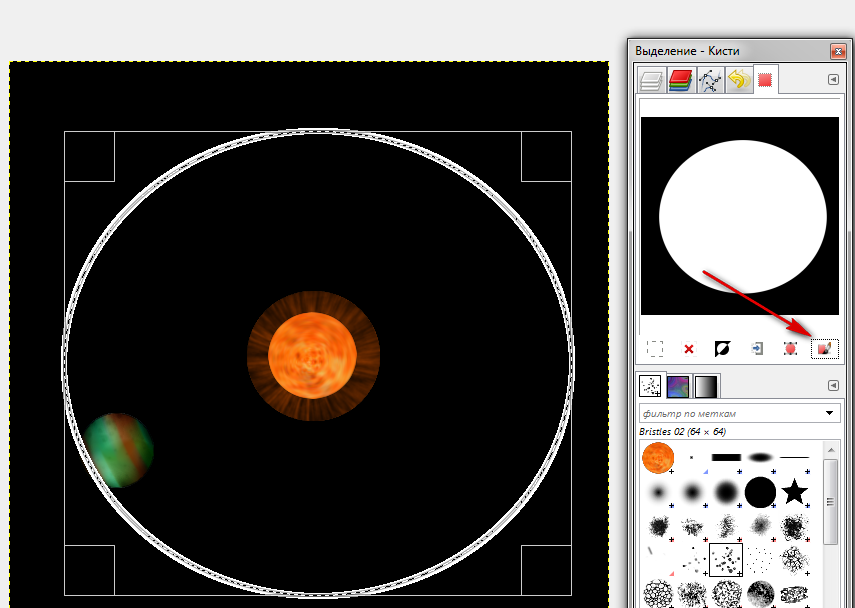 Выделение - Кисти
фильтр по меткам
Bristles 02 (64 × 64)